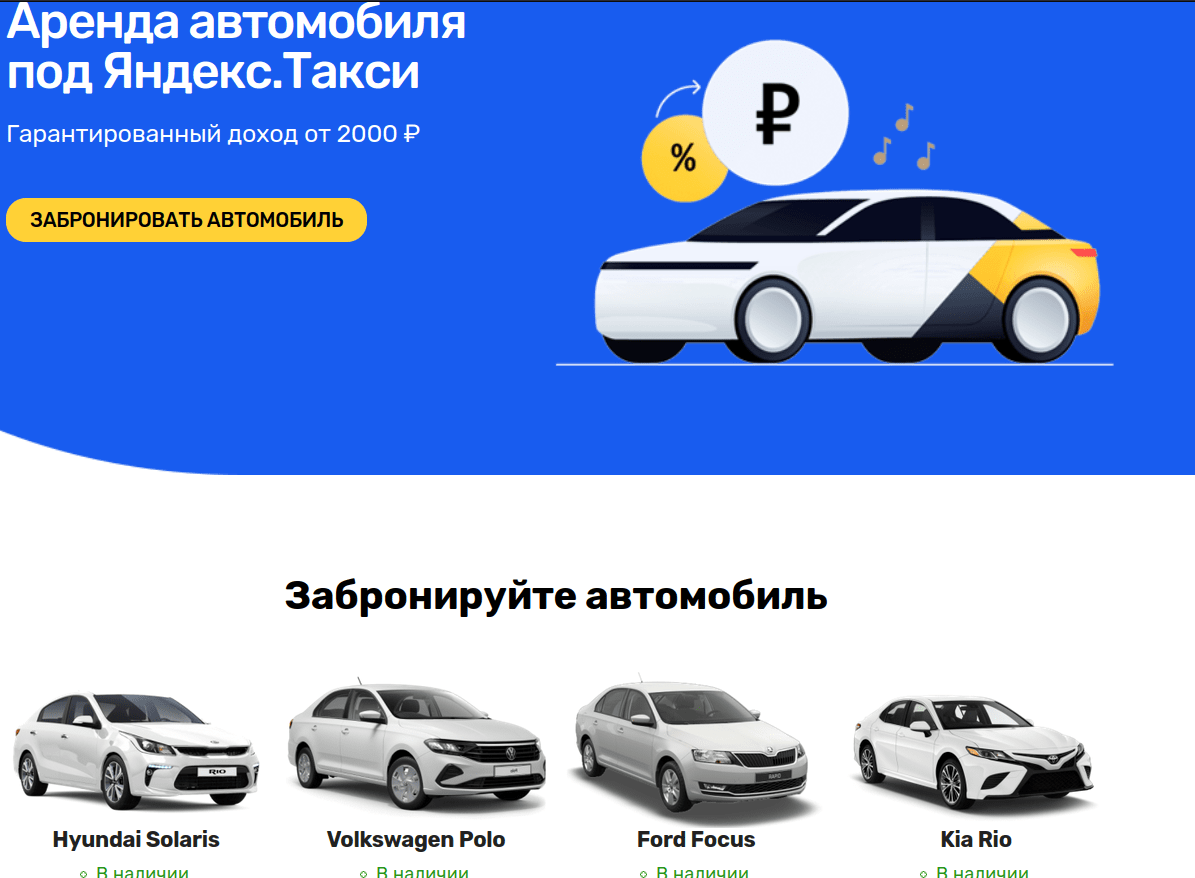 Аренда автомобиля
под Яндекс.Такси
Гарантированный доход от 2000 ₽
ЗАБРОНИРОВАТЬ АВТОМОБИЛЬ
%
₽
Забронируйте автомобиль
RIO
RAPID
Hyundai Solaris
Volkswagen Polo
Ford Focus
Kia Rio
В наличии
В наличии
В наличии
В наличии